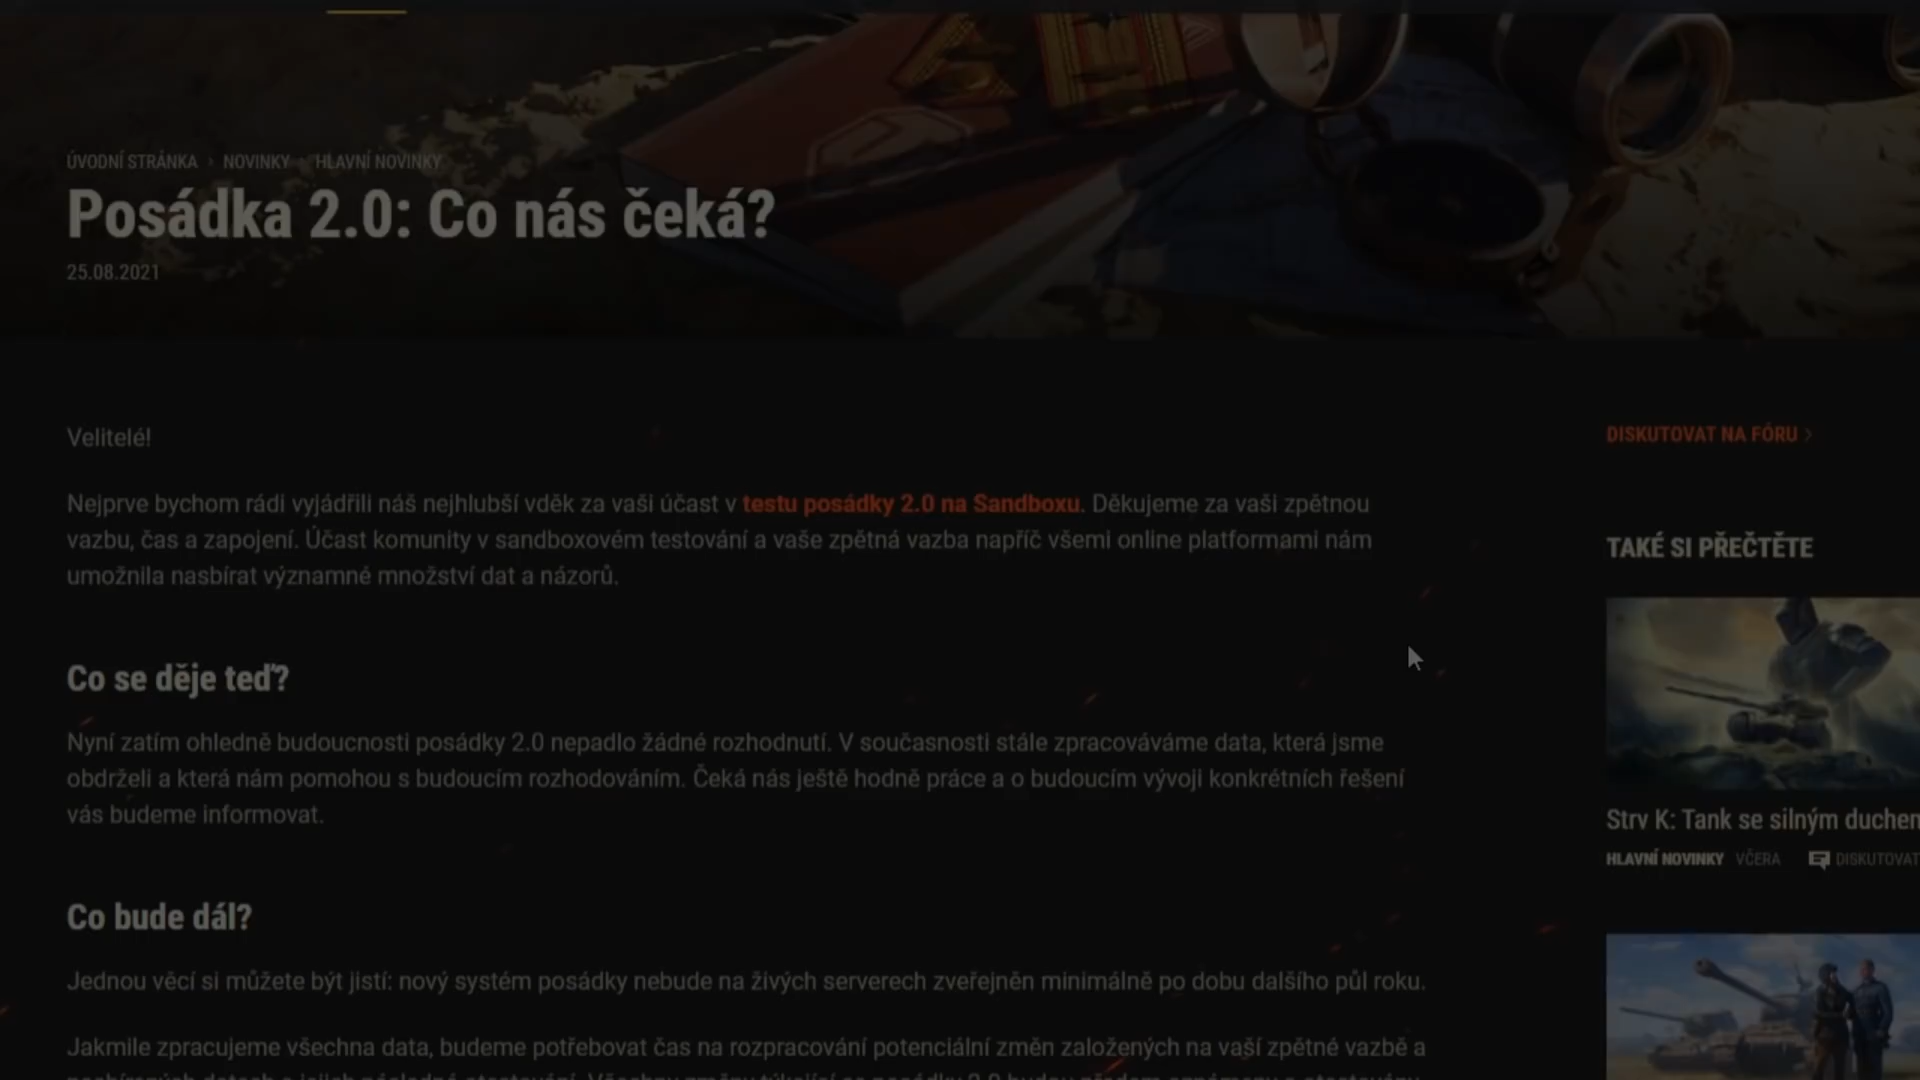 ÚVODNÍ STRÁNKA › NOVINKY › HLAVNÍ NOVINKY
Posádka 2.0: Co nás čeká?
25.08.2021
Velitelé!
Nejprve bychom rádi vyjádřili náš nejhlubší vděk za vaši účast v testu posádky 2.0 na Sandboxu. Děkujeme za vaši zpětnou
vazbu, čas a zapojení. Účast komunity v sandboxovém testování a vaše zpětná vazba napříč všemi online platformami nám
umožnila nasbírat významné množství dat a názorů.
Co se děje teď?
Nyní zatím ohledně budoucnosti posádky 2.0 nepadlo žádné rozhodnutí. V současnosti stále zpracováváme data, která jsme
obdrželi a která nám pomohou s budoucím rozhodováním. Čeká nás ještě hodně práce a o budoucím vývoji konkrétních řešení
vás budeme informovat.
Co bude dál?
Jednou věcí si můžete být jistí: nový systém posádky nebude na živých serverech zveřejněn minimálně po dobu dalšího půl roku.
Jakmile zpracujeme všechna data, budeme potřebovat čas na rozpracování potenciální změn založených na vaší zpětné vazbě a
DISKUTOVAT NA FÓRU ›
TAKÉ SI PŘEČTĚTE
Strv K: Tank se silným duchen
HLAVNÍ NOVINKY VČERA DISKUTOVAT